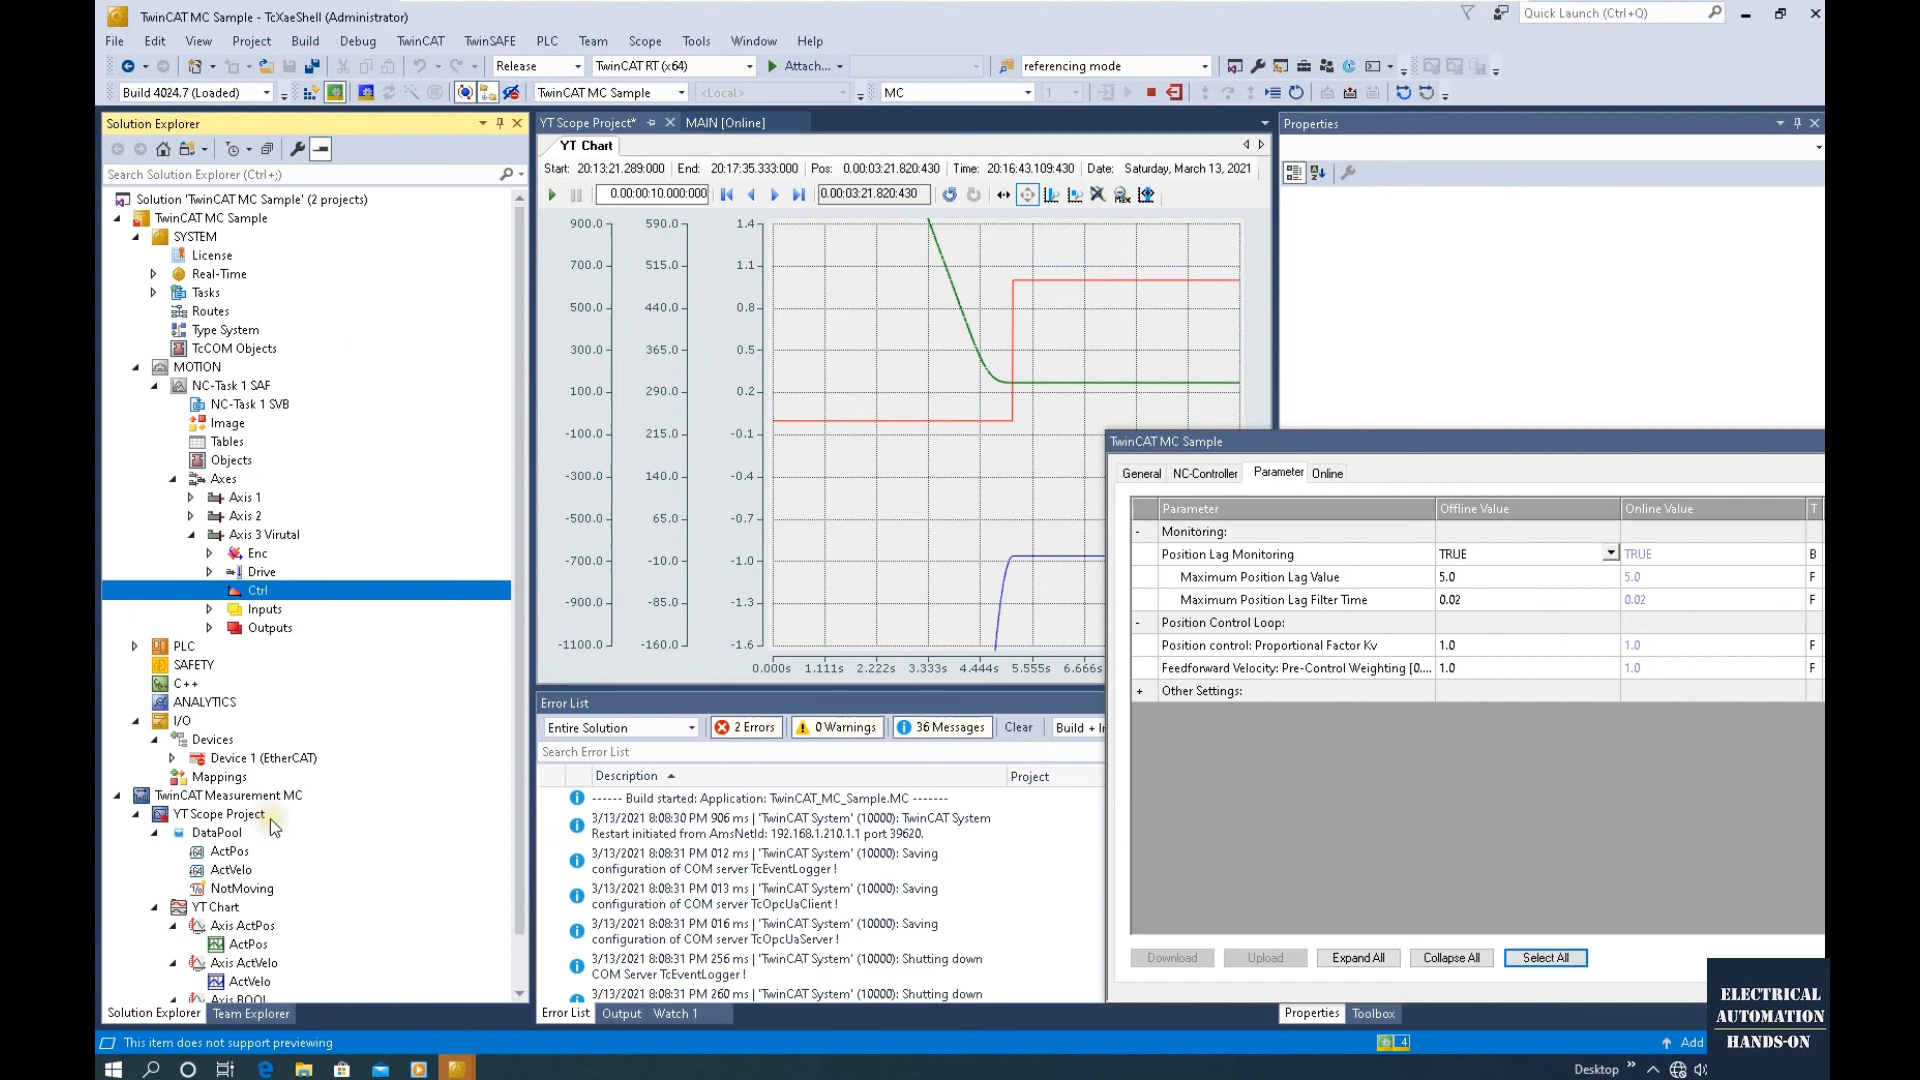 TwinCAT MC Sample - TcXaeShell (Administrator)
Quick Launch (Ctrl+Q)
File Edit View Project Build Debug TwinCAT TwinSAFE PLC Team Scope Tools Window Help
Release TwinCAT RT (x64) Attach... referencing mode
Build 4024.7 (Loaded) TwinCAT MC Sample <Local> MC 1
Solution Explorer
Search Solution Explorer (Ctrl+;)
Solution 'TwinCAT MC Sample' (2 projects)
TwinCAT MC Sample
SYSTEM
License
Real-Time
Tasks
Routes
Type System
TcCOM Objects
MOTION
NC-Task 1 SAF
NC-Task 1 SVB
Image
Tables
Objects
Axes
Axis 1
Axis 2
Axis 3 Virutal
Enc
Drive
Ctrl
Inputs
Outputs
PLC
SAFETY
C++
ANALYTICS
I/O
Devices
Device 1 (EtherCAT)
Mappings
TwinCAT Measurement MC
YT Scope Project
DataPool
ActPos
ActVelo
NotMoving
YT Chart
Axis ActPos
ActPos
Axis ActVelo
ActVelo
Axis BOOL
Solution Explorer Team Explorer
YT Scope Project* MAIN [Online]
YT Chart
Start: 20:13:21.289:000 End: 20:17:35.333:000 Pos: 0.00:03:21.820:430 Time: 20:16:43.109:430 Date: Saturday, March 13, 2021
0.00:00:10.000:000 0.00:03:21.820:430
900.0 590.0 1.4
700.0 515.0 1.1
500.0 440.0 0.8
300.0 365.0 0.5
100.0 290.0 0.2
-100.0 215.0 -0.1
-300.0 140.0 -0.4
-500.0 65.0 -0.7
-700.0 -10.0 -1.0
-900.0 -85.0 -1.3
-1100.0 -160.0 -1.6
0.000s 1.111s 2.222s 3.333s 4.444s 5.555s 6.666s
Properties
TwinCAT MC Sample
General NC-Controller Parameter Online
Parameter Offline Value Online Value T
Monitoring:
Position Lag Monitoring TRUE TRUE B
Maximum Position Lag Value 5.0 5.0 F
Maximum Position Lag Filter Time 0.02 0.02 F
Position Control Loop:
Position control: Proportional Factor Kv 1.0 1.0 F
Feedforward Velocity: Pre-Control Weighting [0.... 1.0 1.0 F
Other Settings:
Download Upload Expand All Collapse All Select All
Error List
Entire Solution 2 Errors 0 Warnings 36 Messages Clear Build + In
Search Error List
Description Project
------ Build started: Application: TwinCAT_MC_Sample.MC -------
3/13/2021 8:08:30 PM 906 ms | 'TwinCAT System' (10000): TwinCAT System
Restart initiated from AmsNetId: 192.168.1.210.1.1 port 39620.
3/13/2021 8:08:31 PM 012 ms | 'TwinCAT System' (10000): Saving
configuration of COM server TcEventLogger !
3/13/2021 8:08:31 PM 013 ms | 'TwinCAT System' (10000): Saving
configuration of COM server TcOpcUaClient !
3/13/2021 8:08:31 PM 016 ms | 'TwinCAT System' (10000): Saving
configuration of COM server TcOpcUaServer !
3/13/2021 8:08:31 PM 256 ms | 'TwinCAT System' (10000): Shutting down
COM Server TcEventLogger !
3/13/2021 8:08:31 PM 260 ms | 'TwinCAT System' (10000): Shutting down
Error List Output Watch 1
Properties Toolbox
This item does not support previewing
4
Add
Desktop
ELECTRICAL
AUTOMATION
HANDS-ON